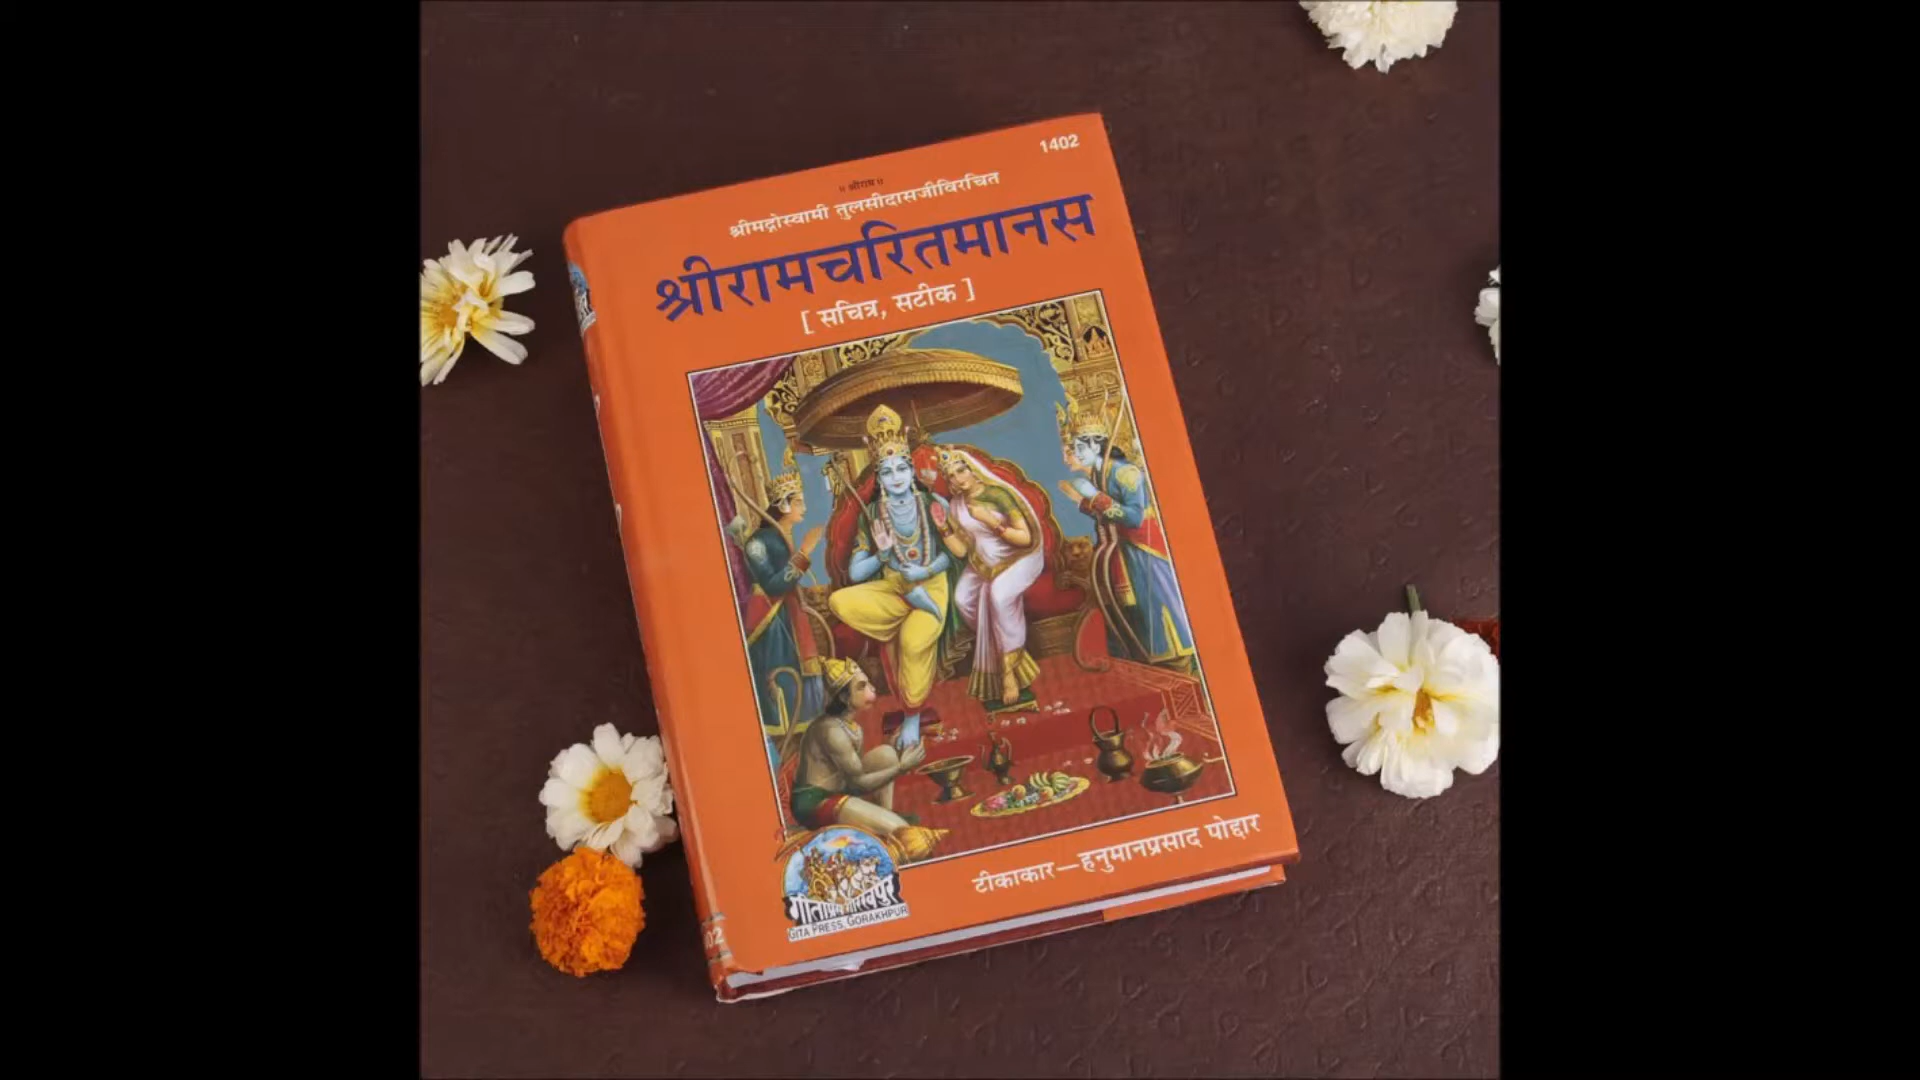 1402
॥ श्रीराम ॥
श्रीमद्गोस्वामी तुलसीदासजीविरचित
श्रीरामचरितमानस
[ सचित्र, सटीक ]
टीकाकार—हनुमानप्रसाद पोद्दार
गीताप्रेस गोरखपुर
GITA PRESS, GORAKHPUR